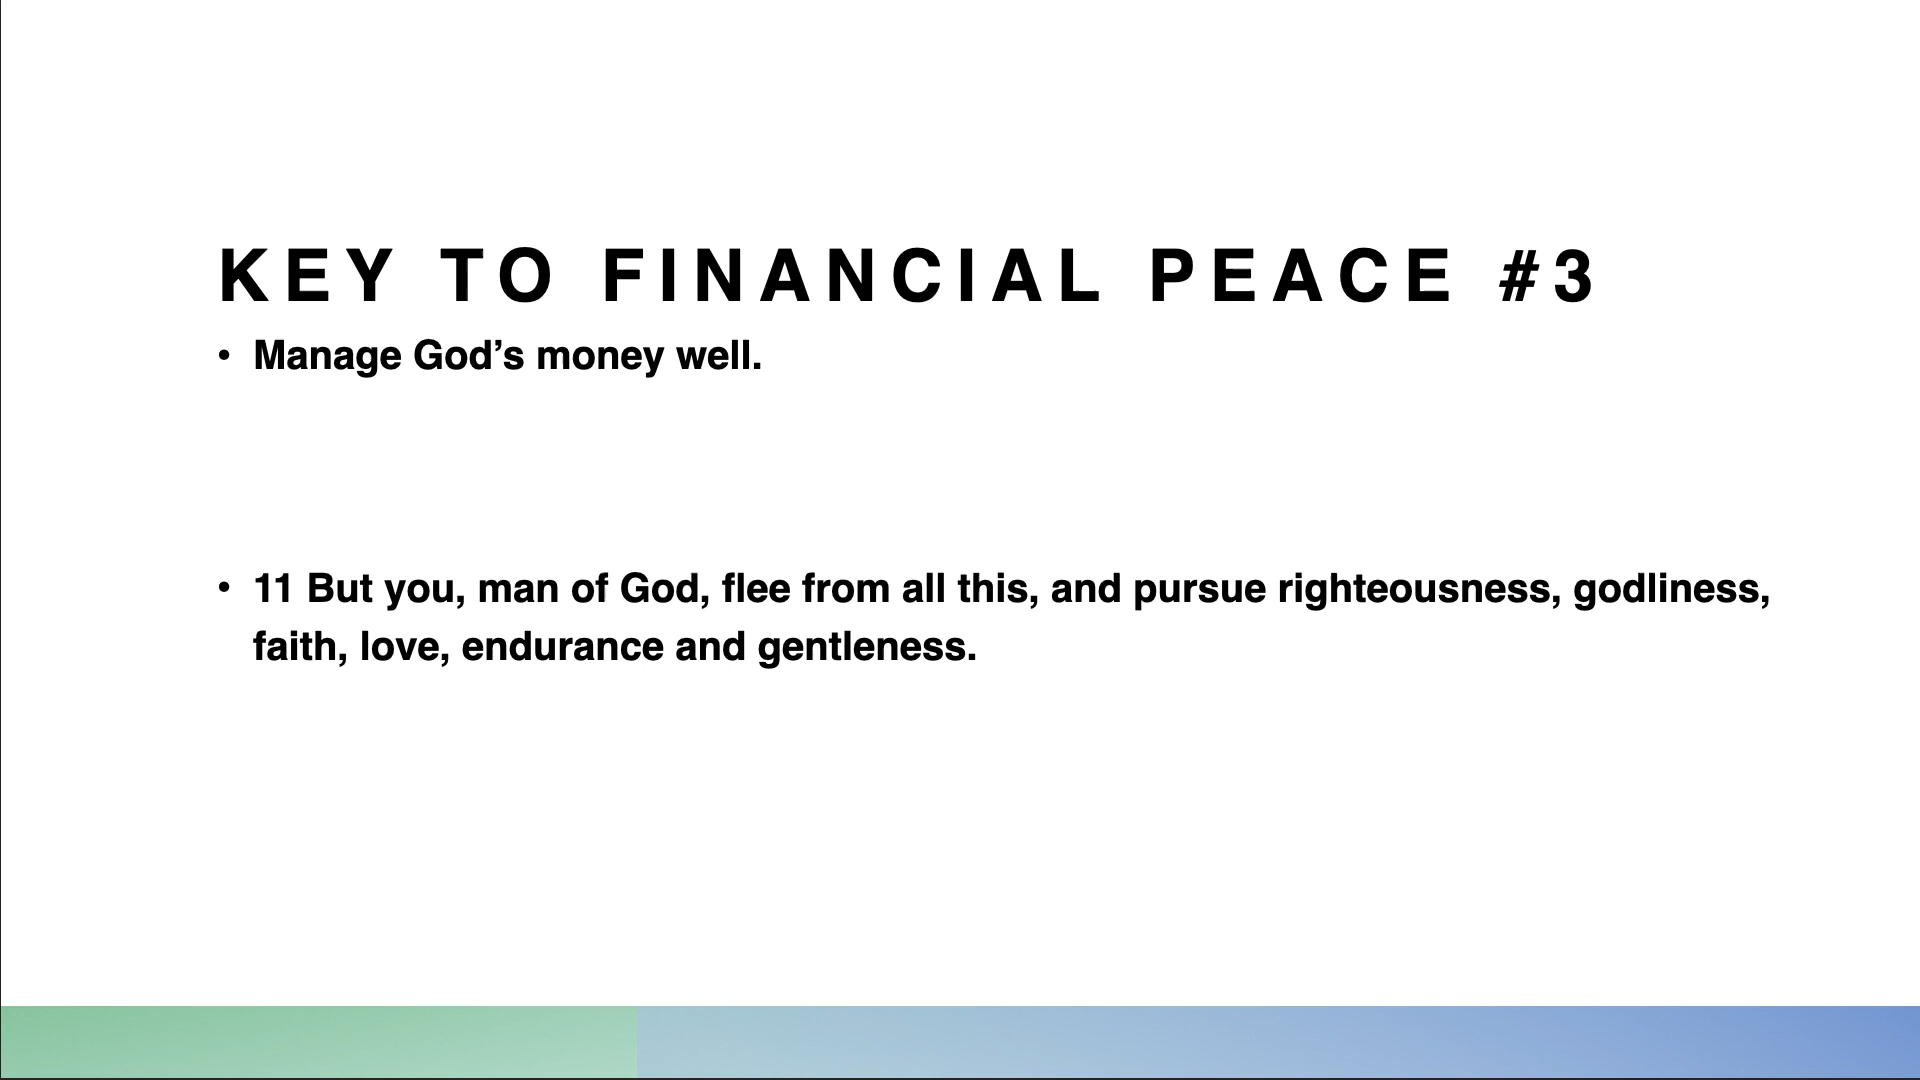 KEY TO FINANCIAL PEACE #3
• Manage God’s money well.
• 11 But you, man of God, flee from all this, and pursue righteousness, godliness,
faith, love, endurance and gentleness.